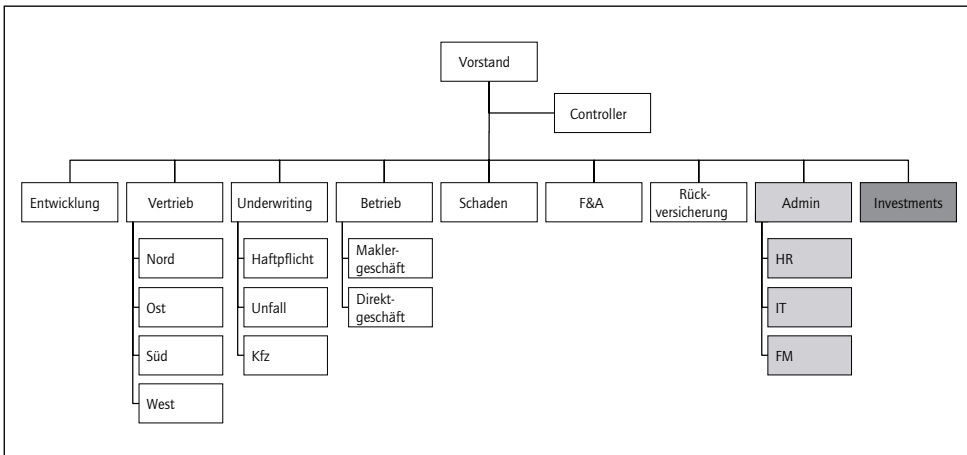 Vorstand
Controller
Entwicklung
Vertrieb
Underwriting
Betrieb
Schaden
F&A
Rück-
versicherung
Admin
Investments
Nord
Ost
Süd
West
Haftpflicht
Unfall
Kfz
Makler-
geschäft
Direkt-
geschäft
HR
IT
FM